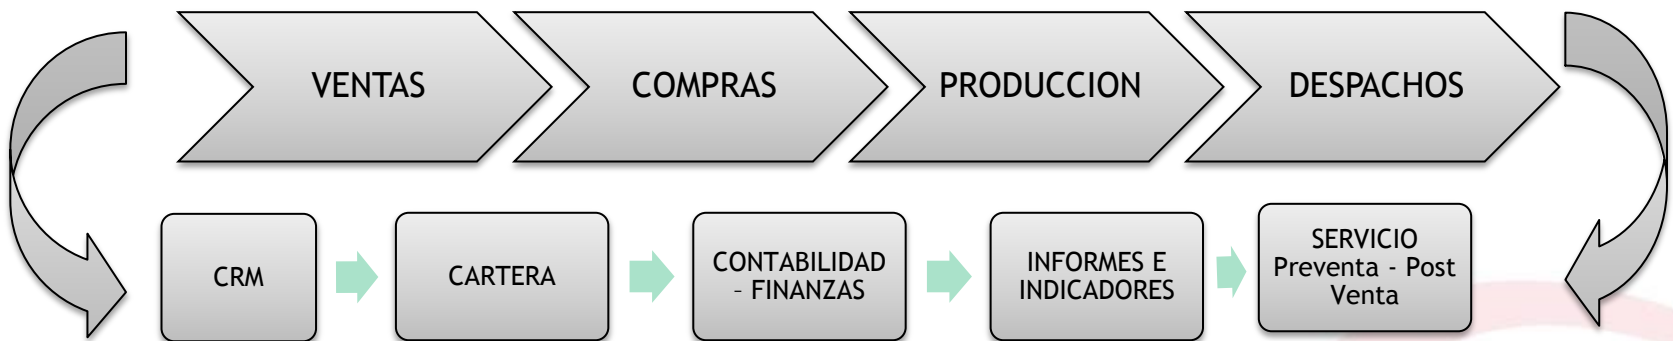 VENTAS
COMPRAS
PRODUCCION
DESPACHOS
CRM
CARTERA
CONTABILIDAD
– FINANZAS
INFORMES E
INDICADORES
SERVICIO
Preventa - Post
Venta